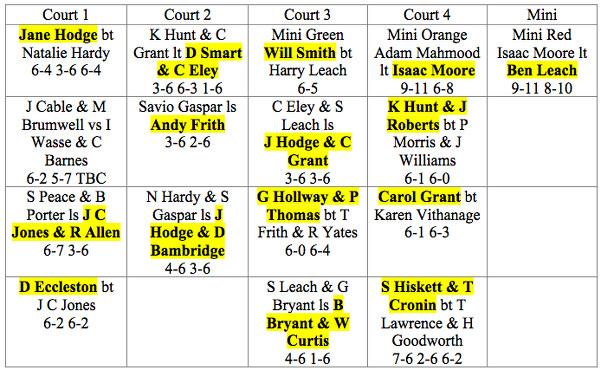 Court 1
Court 2
Court 3
Court 4
Mini
Jane Hodge bt
Natalie Hardy
6-4 3-6 6-4
K Hunt & C
Grant lt D Smart
& C Eley
3-6 6-3 1-6
Mini Green
Will Smith bt
Harry Leach
6-5
Mini Orange
Adam Mahmood
lt Isaac Moore
9-11 6-8
Mini Red
Isaac Moore lt
Ben Leach
9-11 8-10
J Cable & M
Brumwell vs I
Wasse & C
Barnes
6-2 5-7 TBC
Savio Gaspar ls
Andy Frith
3-6 2-6
C Eley & S
Leach ls
J Hodge & C
Grant
3-6 3-6
K Hunt & J
Roberts bt P
Morris & J
Williams
6-1 6-0
S Peace & B
Porter ls J C
Jones & R Allen
6-7 3-6
N Hardy & S
Gaspar ls J
Hodge & D
Bambridge
4-6 3-6
G Hollway & P
Thomas bt T
Frith & R Yates
6-0 6-4
Carol Grant bt
Karen Vithanage
6-1 6-3
D Eccleston bt
J C Jones
6-2 6-2
S Leach & G
Bryant ls B
Bryant & W
Curtis
4-6 1-6
S Hiskett & T
Cronin bt T
Lawrence & H
Goodworth
7-6 2-6 6-2